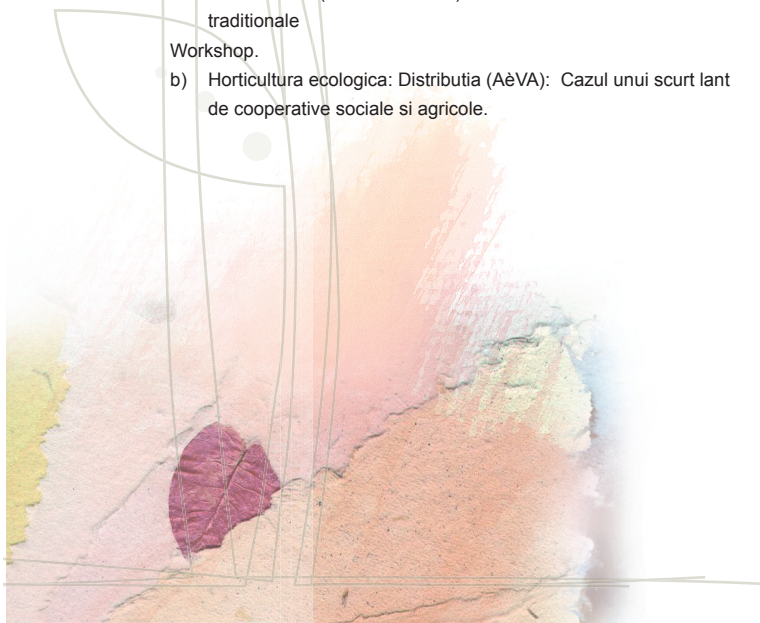 traditionale
Workshop.
b) Horticultura ecologica: Distributia (AèVA): Cazul unui scurt lant
de cooperative sociale si agricole.